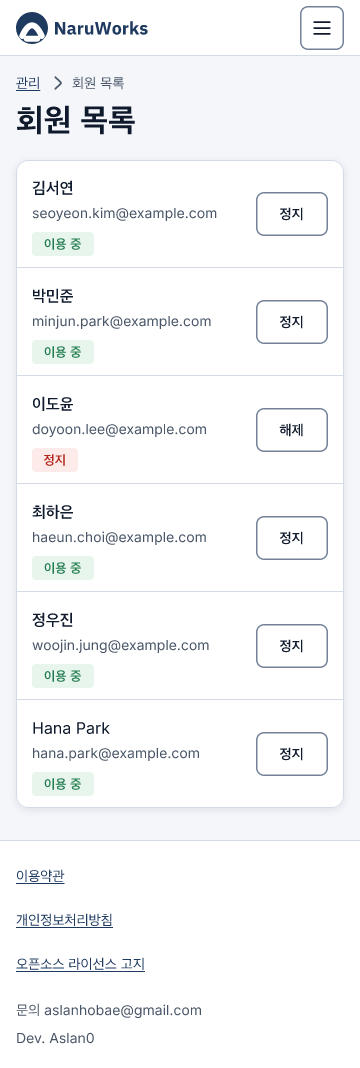 NaruWorks
관리 > 회원 목록
회원 목록
김서연
seoyeon.kim@example.com
이용 중
정지
박민준
minjun.park@example.com
이용 중
정지
이도윤
doyoon.lee@example.com
정지
해제
최하은
haeun.choi@example.com
이용 중
정지
정우진
woojin.jung@example.com
이용 중
정지
Hana Park
hana.park@example.com
이용 중
정지
이용약관
개인정보처리방침
오픈소스 라이선스 고지
문의 aslanhobae@gmail.com
Dev. Aslan0